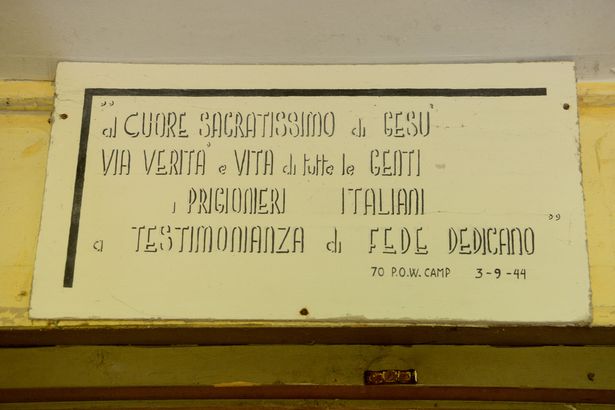 "al CUORE SACRATISSIMO di GESU'
VIA VERITA' e VITA di tutte le GENTI
i PRIGIONIERI ITALIANI
a TESTIMONIANZA di FEDE DEDICANO"
70 P.O.W. CAMP 3-9-44